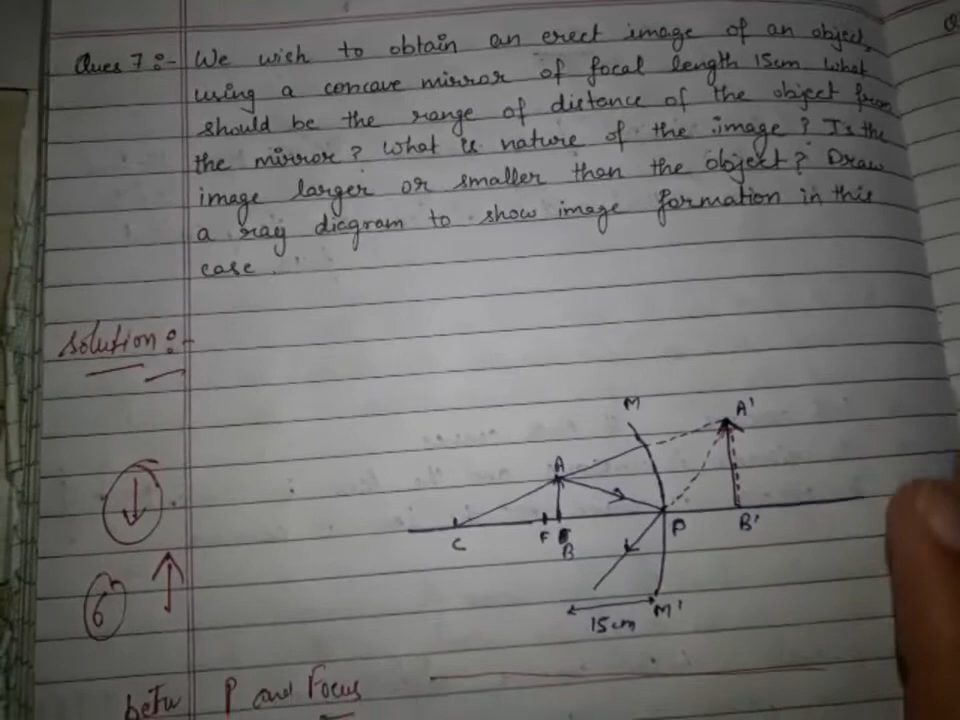 Ques 7 :- We wish to obtain an erect image of an object,
using a concave mirror of focal length 15cm what
should be the range of distance of the object from
the mirror? what is nature of the image? Is the
image larger or smaller than the object? Draw
a ray diagram to show image formation in this
case.
Solution :-
M
A'
A
C
F
B
P
B'
M'
15cm
6
betw P and Focus